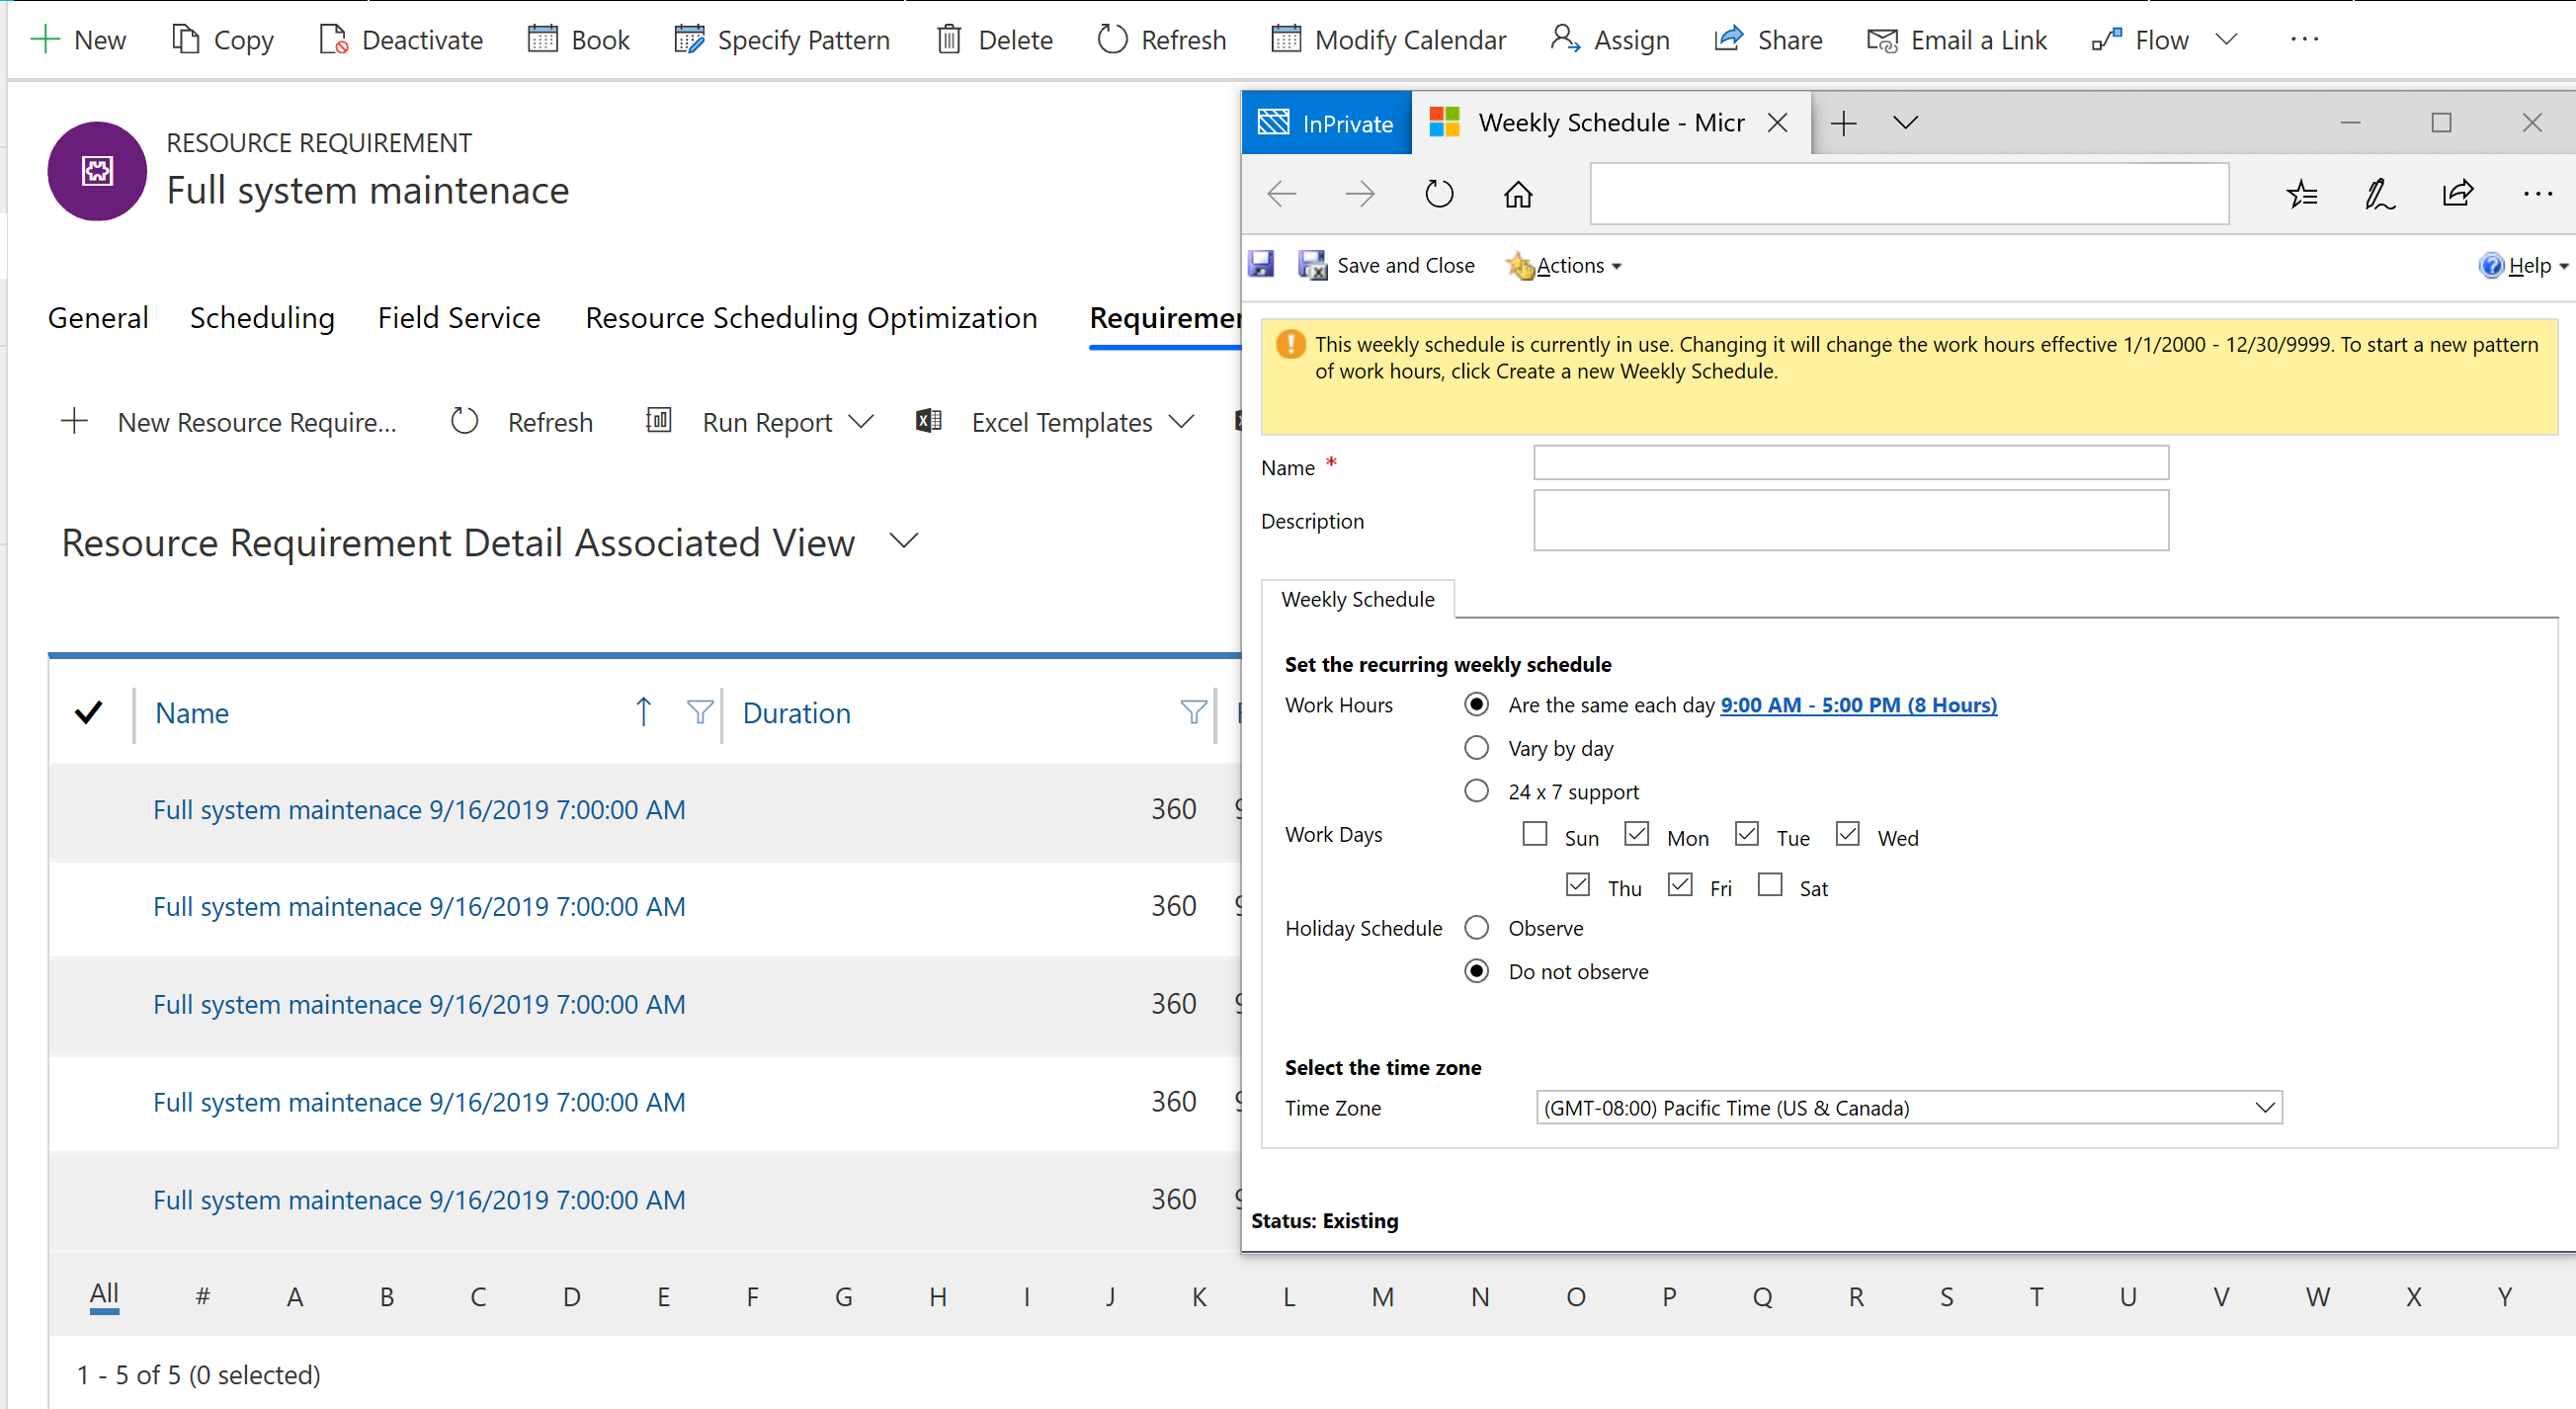 New Copy Deactivate Book Specify Pattern Delete Refresh Modify Calendar Assign Share Email a Link Flow ...
RESOURCE REQUIREMENT
Full system maintenace
General Scheduling Field Service Resource Scheduling Optimization
New Resource Require... Refresh Run Report Excel Templates
Resource Requirement Detail Associated View
Name Duration
Full system maintenace 9/16/2019 7:00:00 AM 360
Full system maintenace 9/16/2019 7:00:00 AM 360
Full system maintenace 9/16/2019 7:00:00 AM 360
Full system maintenace 9/16/2019 7:00:00 AM 360
Full system maintenace 9/16/2019 7:00:00 AM 360
InPrivate Weekly Schedule - Micr
Save and Close Actions Help
This weekly schedule is currently in use. Changing it will change the work hours effective 1/1/2000 - 12/30/9999. To start a new pattern
of work hours, click Create a new Weekly Schedule.
Name *
Description
Weekly Schedule
Set the recurring weekly schedule
Work Hours Are the same each day 9:00 AM - 5:00 PM (8 Hours)
Vary by day
24 x 7 support
Work Days Sun Mon Tue Wed
Thu Fri Sat
Holiday Schedule Observe
Do not observe
Select the time zone
Time Zone (GMT-08:00) Pacific Time (US & Canada)
Status: Existing
All # A B C D E F G H I J K L M N O P Q R S T U V W X Y
1 - 5 of 5 (0 selected)